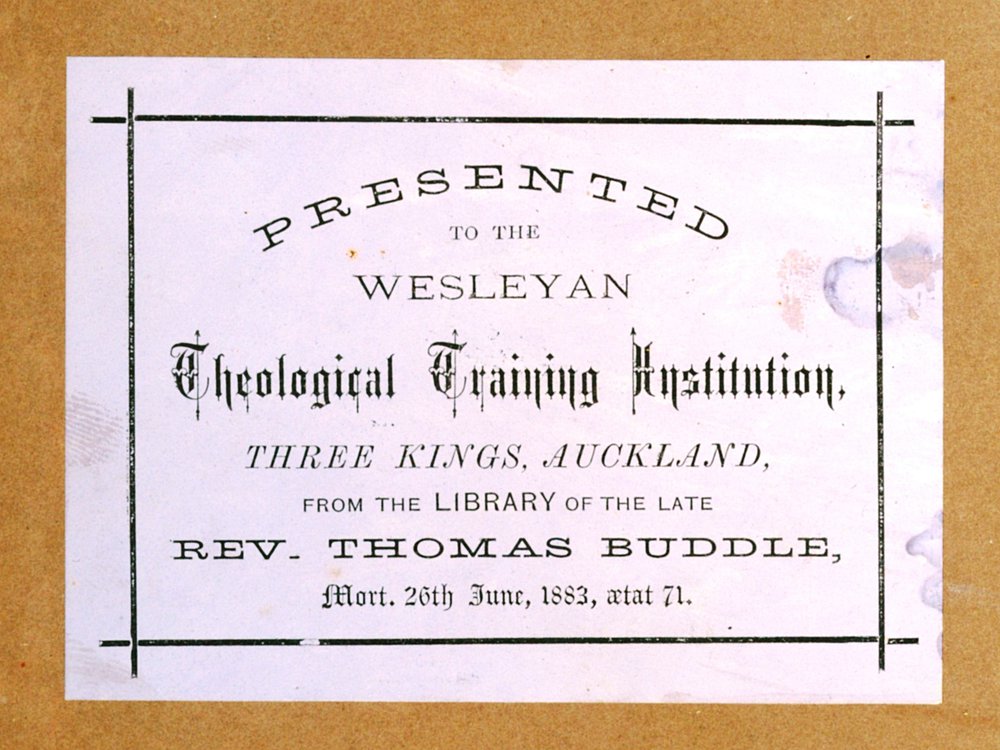 PRESENTED
TO THE
WESLEYAN
Theological Training Institution,
THREE KINGS, AUCKLAND,
FROM THE LIBRARY OF THE LATE
REV. THOMAS BUDDLE,
Mort. 26th June, 1883, ætat 71.